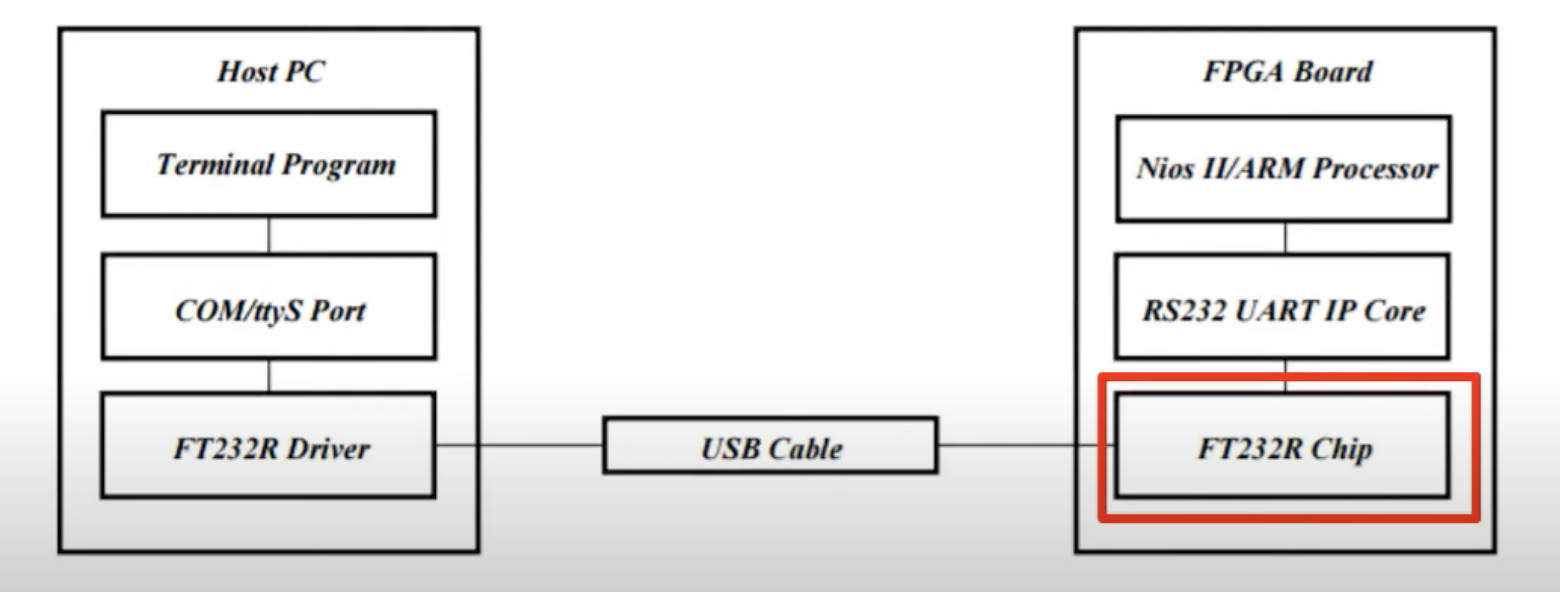 Host PC
Terminal Program
COM/ttyS Port
FT232R Driver
USB Cable
FPGA Board
Nios II/ARM Processor
RS232 UART IP Core
FT232R Chip